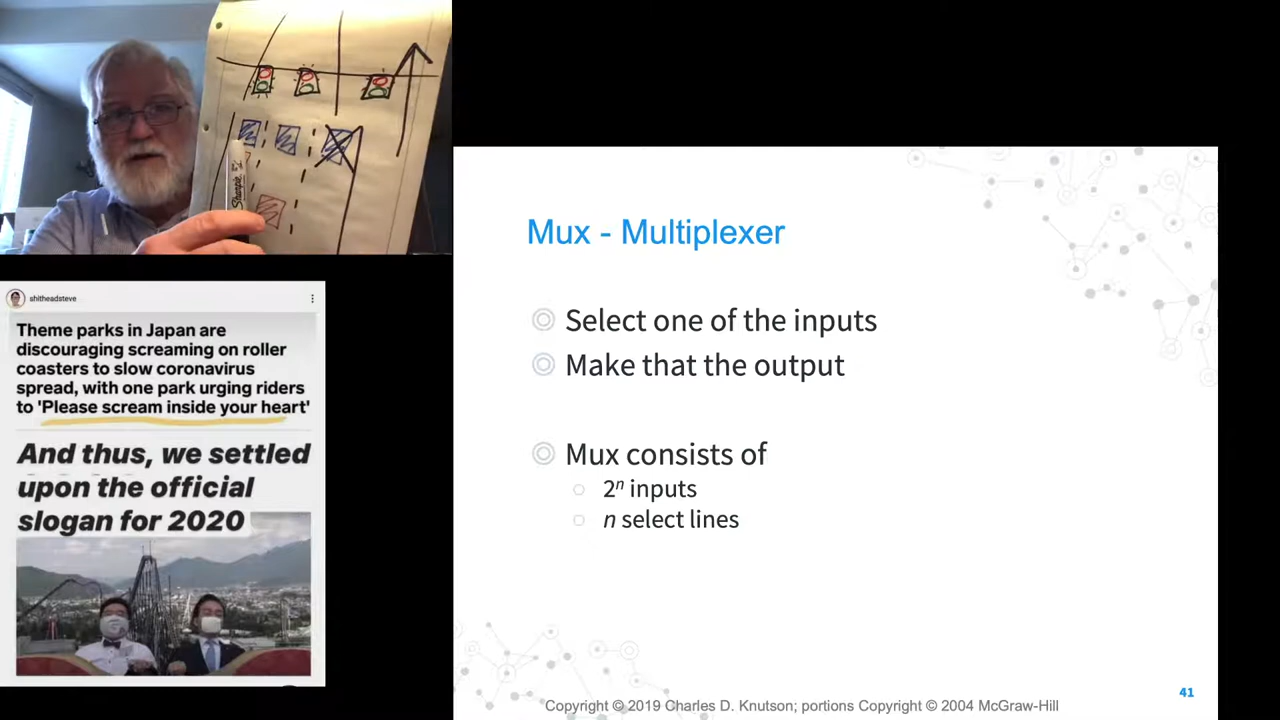 Sharpie
shitheadsteve
Theme parks in Japan are
discouraging screaming on roller
coasters to slow coronavirus
spread, with one park urging riders
to 'Please scream inside your heart'
And thus, we settled
upon the official
slogan for 2020
Mux - Multiplexer
Select one of the inputs
Make that the output
Mux consists of
2ⁿ inputs
n select lines
Copyright © 2019 Charles D. Knutson; portions Copyright © 2004 McGraw-Hill
41